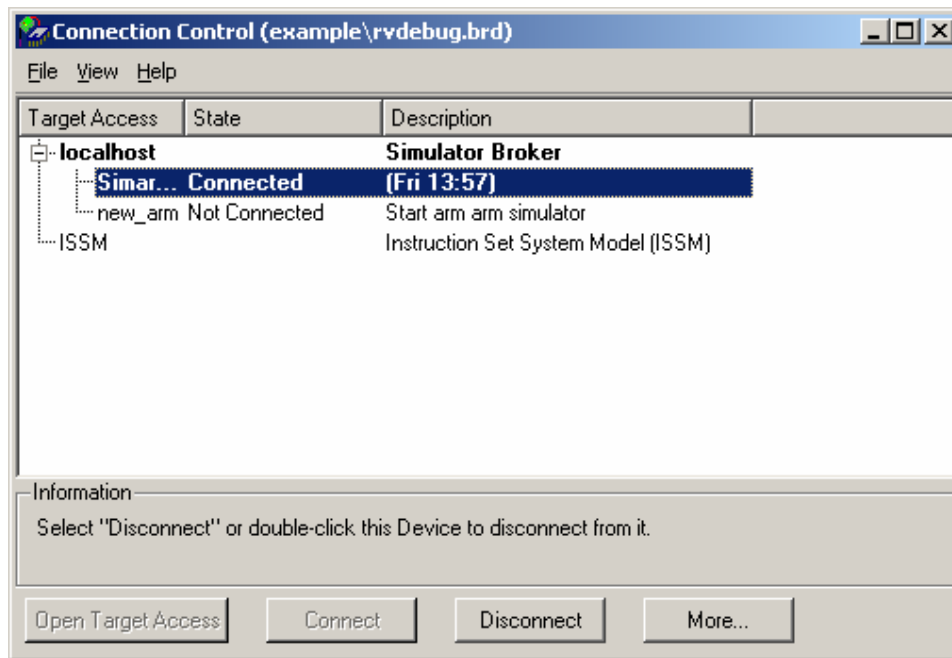 Connection Control (example\rvdebug.brd)
File View Help
Target Access State Description
localhost Simulator Broker
Simar... Connected (Fri 13:57)
new_arm Not Connected Start arm arm simulator
ISSM Instruction Set System Model (ISSM)
Information
Select "Disconnect" or double-click this Device to disconnect from it.
Open Target Access Connect Disconnect More...